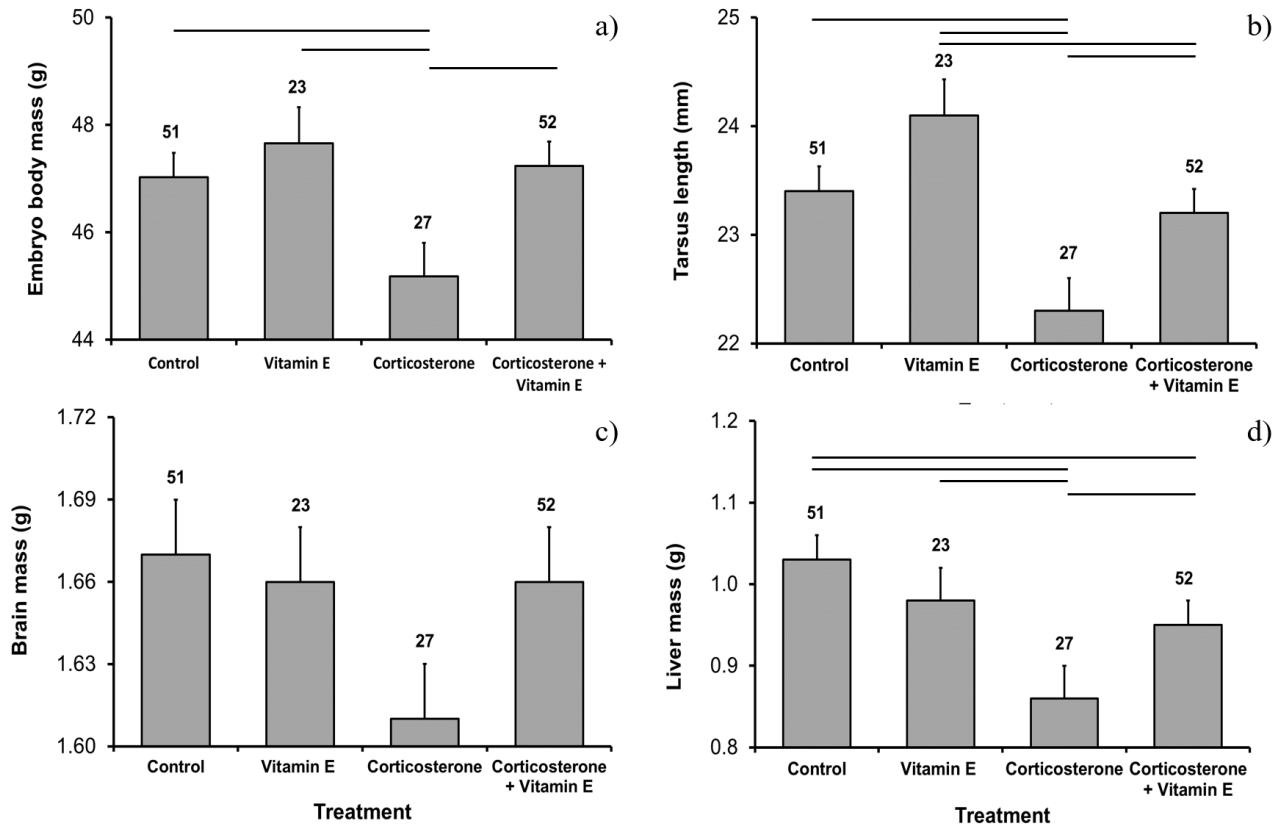 a)
Embryo body mass (g)
50
48
46
44
51
23
27
52
Control
Vitamin E
Corticosterone
Corticosterone +
Vitamin E
b)
Tarsus length (mm)
25
24
23
22
51
23
27
52
Control
Vitamin E
Corticosterone
Corticosterone
+ Vitamin E
c)
Brain mass (g)
1.72
1.69
1.66
1.63
1.60
51
23
27
52
Control
Vitamin E
Corticosterone
Corticosterone
+ Vitamin E
Treatment
d)
Liver mass (g)
1.2
1.1
1.0
0.9
0.8
51
23
27
52
Control
Vitamin E
Corticosterone
Corticosterone
+ Vitamin E
Treatment